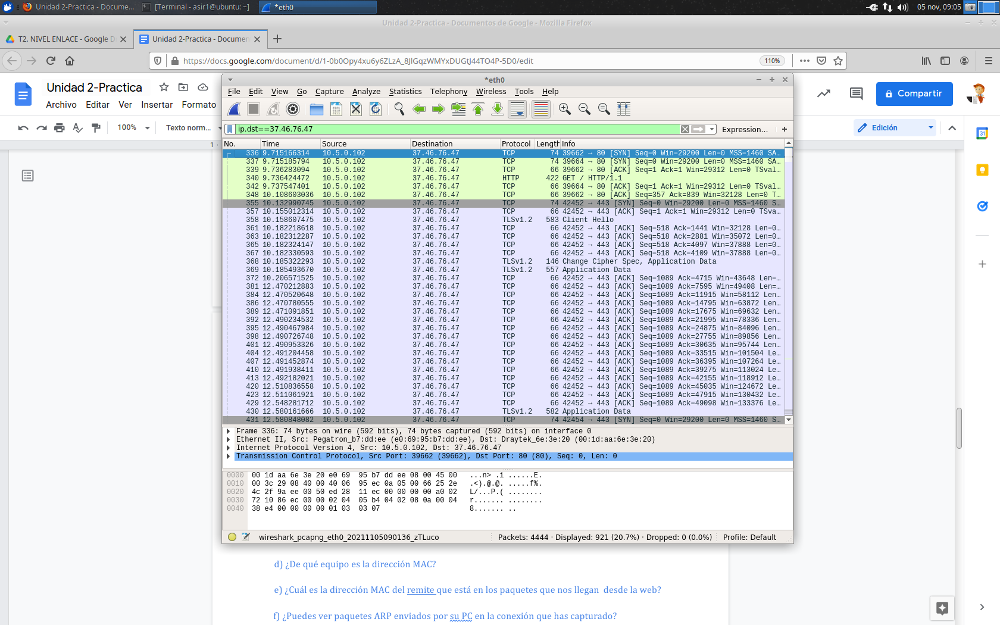 Unidad 2-Practica - Docume...
[Terminal - asir1@ubuntu: ~]
*eth0
05 nov, 09:05
Unidad 2-Practica - Documentos de Google - Mozilla Firefox
T2. NIVEL ENLACE - Google D
Unidad 2-Practica - Documen
https://docs.google.com/document/d/1-0b0Opy4xu6y6ZLzA_8JlGqzWMYxDUGtJ44TO4P-5D0/edit
110%
Unidad 2-Practica
Archivo Editar Ver Insertar Formato
Compartir
100% Texto norm...
Edición
1
31
*eth0
File Edit View Go Capture Analyze Statistics Telephony Wireless Tools Help
ip.dst==37.46.76.47
Expression... +
No. Time Source Destination Protocol Length Info
336 9.715166314 10.5.0.102 37.46.76.47 TCP 74 39662 → 80 [SYN] Seq=0 Win=29200 Len=0 MSS=1460 SA…
337 9.715185794 10.5.0.102 37.46.76.47 TCP 74 39664 → 80 [SYN] Seq=0 Win=29200 Len=0 MSS=1460 SA…
339 9.736283094 10.5.0.102 37.46.76.47 TCP 66 39662 → 80 [ACK] Seq=1 Ack=1 Win=29312 Len=0 TSval…
340 9.736424472 10.5.0.102 37.46.76.47 HTTP 422 GET / HTTP/1.1
342 9.737547401 10.5.0.102 37.46.76.47 TCP 66 39664 → 80 [ACK] Seq=1 Ack=1 Win=29312 Len=0 TSval…
348 10.108603036 10.5.0.102 37.46.76.47 TCP 66 39662 → 80 [ACK] Seq=357 Ack=839 Win=32128 Len=0 T…
355 10.132990745 10.5.0.102 37.46.76.47 TCP 74 42452 → 443 [SYN] Seq=0 Win=29200 Len=0 MSS=1460 S…
357 10.155012314 10.5.0.102 37.46.76.47 TCP 66 42452 → 443 [ACK] Seq=1 Ack=1 Win=29312 Len=0 TSva…
358 10.158607475 10.5.0.102 37.46.76.47 TLSv1.2 583 Client Hello
361 10.182218618 10.5.0.102 37.46.76.47 TCP 66 42452 → 443 [ACK] Seq=518 Ack=1441 Win=32128 Len=0…
363 10.182312287 10.5.0.102 37.46.76.47 TCP 66 42452 → 443 [ACK] Seq=518 Ack=2881 Win=35072 Len=0…
365 10.182324147 10.5.0.102 37.46.76.47 TCP 66 42452 → 443 [ACK] Seq=518 Ack=4097 Win=37888 Len=0…
367 10.182330593 10.5.0.102 37.46.76.47 TCP 66 42452 → 443 [ACK] Seq=518 Ack=4109 Win=37888 Len=0…
368 10.185322293 10.5.0.102 37.46.76.47 TLSv1.2 146 Change Cipher Spec, Application Data
369 10.185493670 10.5.0.102 37.46.76.47 TLSv1.2 557 Application Data
372 10.206571525 10.5.0.102 37.46.76.47 TCP 66 42452 → 443 [ACK] Seq=1089 Ack=4715 Win=43648 Len=…
381 12.470212883 10.5.0.102 37.46.76.47 TCP 66 42452 → 443 [ACK] Seq=1089 Ack=7595 Win=49408 Len=…
384 12.470520648 10.5.0.102 37.46.76.47 TCP 66 42452 → 443 [ACK] Seq=1089 Ack=11915 Win=58112 Len…
386 12.470780555 10.5.0.102 37.46.76.47 TCP 66 42452 → 443 [ACK] Seq=1089 Ack=14795 Win=63872 Len…
389 12.471091851 10.5.0.102 37.46.76.47 TCP 66 42452 → 443 [ACK] Seq=1089 Ack=17675 Win=69632 Len…
392 12.490234532 10.5.0.102 37.46.76.47 TCP 66 42452 → 443 [ACK] Seq=1089 Ack=21995 Win=78336 Len…
395 12.490467984 10.5.0.102 37.46.76.47 TCP 66 42452 → 443 [ACK] Seq=1089 Ack=24875 Win=84096 Len…
398 12.490726748 10.5.0.102 37.46.76.47 TCP 66 42452 → 443 [ACK] Seq=1089 Ack=27755 Win=89856 Len…
401 12.490953326 10.5.0.102 37.46.76.47 TCP 66 42452 → 443 [ACK] Seq=1089 Ack=30635 Win=95744 Len…
404 12.491204458 10.5.0.102 37.46.76.47 TCP 66 42452 → 443 [ACK] Seq=1089 Ack=33515 Win=101504 Le…
407 12.491452874 10.5.0.102 37.46.76.47 TCP 66 42452 → 443 [ACK] Seq=1089 Ack=36395 Win=107264 Le…
410 12.491938411 10.5.0.102 37.46.76.47 TCP 66 42452 → 443 [ACK] Seq=1089 Ack=39275 Win=113024 Le…
413 12.492182021 10.5.0.102 37.46.76.47 TCP 66 42452 → 443 [ACK] Seq=1089 Ack=42155 Win=118912 Le…
420 12.510836558 10.5.0.102 37.46.76.47 TCP 66 42452 → 443 [ACK] Seq=1089 Ack=45035 Win=124672 Le…
423 12.511061921 10.5.0.102 37.46.76.47 TCP 66 42452 → 443 [ACK] Seq=1089 Ack=47915 Win=130432 Le…
429 12.548281712 10.5.0.102 37.46.76.47 TCP 66 42452 → 443 [ACK] Seq=1089 Ack=49098 Win=133376 Le…
430 12.580161666 10.5.0.102 37.46.76.47 TLSv1.2 582 Application Data
431 12.580848082 10.5.0.102 37.46.76.47 TCP 74 42454 → 443 [SYN] Seq=0 Win=29200 Len=0 MSS=1460 S…
Frame 336: 74 bytes on wire (592 bits), 74 bytes captured (592 bits) on interface 0
Ethernet II, Src: Pegatron_b7:dd:ee (e0:69:95:b7:dd:ee), Dst: Draytek_6e:3e:20 (00:1d:aa:6e:3e:20)
Internet Protocol Version 4, Src: 10.5.0.102, Dst: 37.46.76.47
Transmission Control Protocol, Src Port: 39662 (39662), Dst Port: 80 (80), Seq: 0, Len: 0
0000 00 1d aa 6e 3e 20 e0 69 95 b7 dd ee 08 00 45 00 ...n> .i ......E.
0010 00 3c 29 08 40 00 40 06 95 ec 0a 05 00 66 25 2e .<).@.@. .....f%.
0020 4c 2f 9a ee 00 50 ed 28 11 ec 00 00 00 00 a0 02 L/...P.( ........
0030 72 10 86 ec 00 00 02 04 05 b4 04 02 08 0a 00 04 r....... ........
0040 38 e4 00 00 00 00 01 03 03 07 8....... ..
wireshark_pcapng_eth0_20211105090136_zTLuco
Packets: 4444 · Displayed: 921 (20.7%) · Dropped: 0 (0.0%)
Profile: Default
d) ¿De qué equipo es la dirección MAC?
e) ¿Cuál es la dirección MAC del remite que está en los paquetes que nos llegan desde la web?
f) ¿Puedes ver paquetes ARP enviados por su PC en la conexión que has capturado?